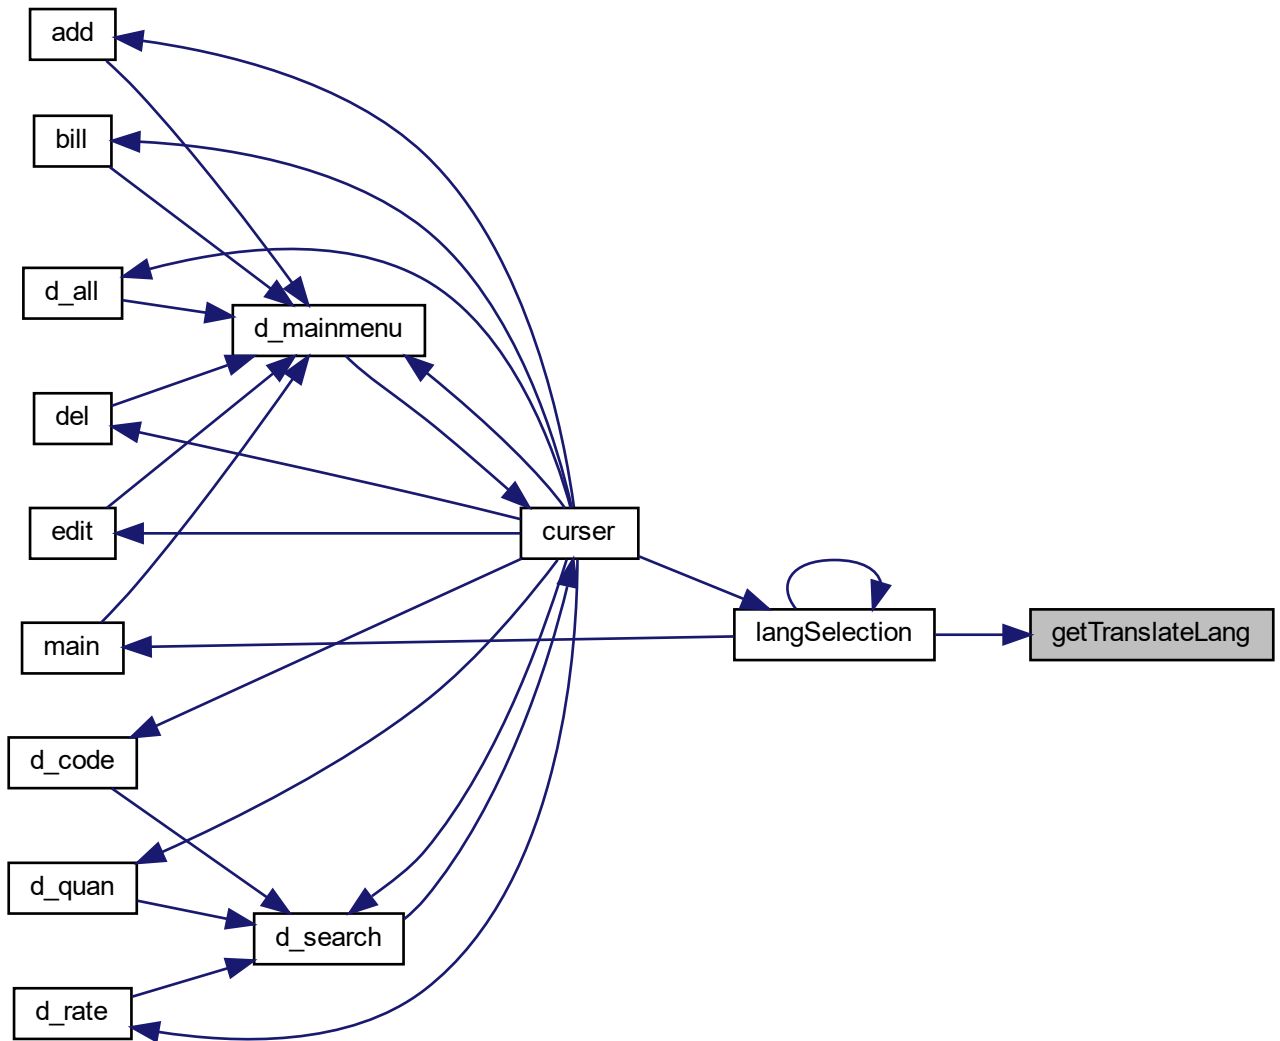 add
bill
d_all
d_mainmenu
del
edit
curser
main
langSelection
getTranslateLang
d_code
d_quan
d_search
d_rate